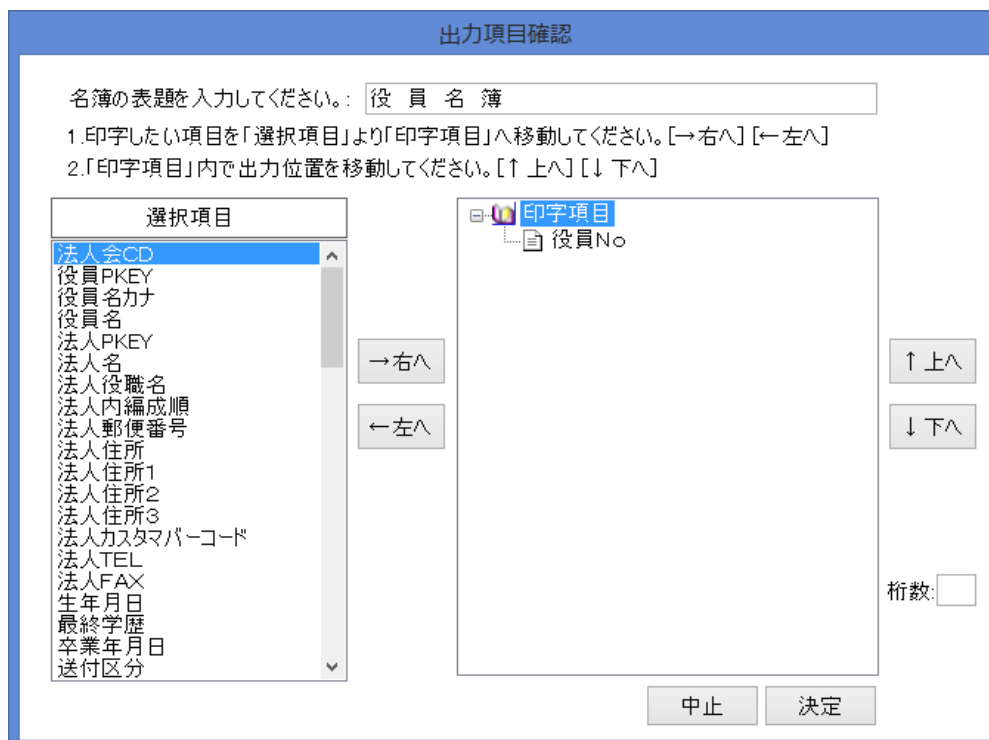 出力項目確認
名簿の表題を入力してください。: 役 員 名 簿
1.印字したい項目を「選択項目」より「印字項目」へ移動してください。[→右へ] [←左へ]
2.「印字項目」内で出力位置を移動してください。[↑ 上へ] [↓ 下へ]
選択項目
法人会CD
役員PKEY
役員名カナ
役員名
法人PKEY
法人名
法人役職名
法人内編成順
法人郵便番号
法人住所
法人住所1
法人住所2
法人住所3
法人カスタマバーコード
法人TEL
法人FAX
生年月日
最終学歴
卒業年月日
送付区分
→右へ
←左へ
印字項目
役員No
↑ 上へ
↓ 下へ
桁数:
中止 決定